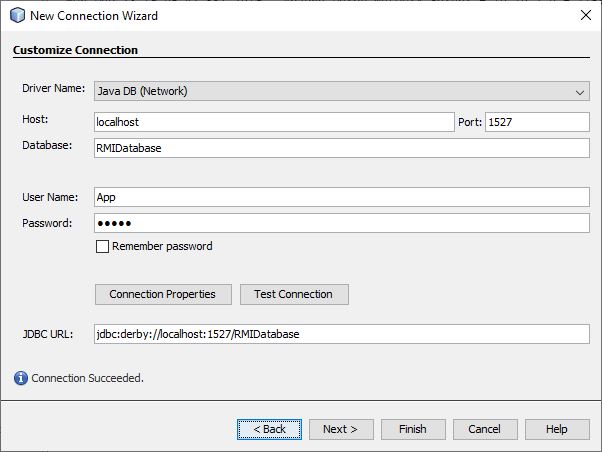 New Connection Wizard
Customize Connection
Driver Name: Java DB (Network)
Host: localhost Port: 1527
Database: RMIDatabase
User Name: App
Password: •••••
Remember password
Connection Properties Test Connection
JDBC URL: jdbc:derby://localhost:1527/RMIDatabase
Connection Succeeded.
< Back Next > Finish Cancel Help